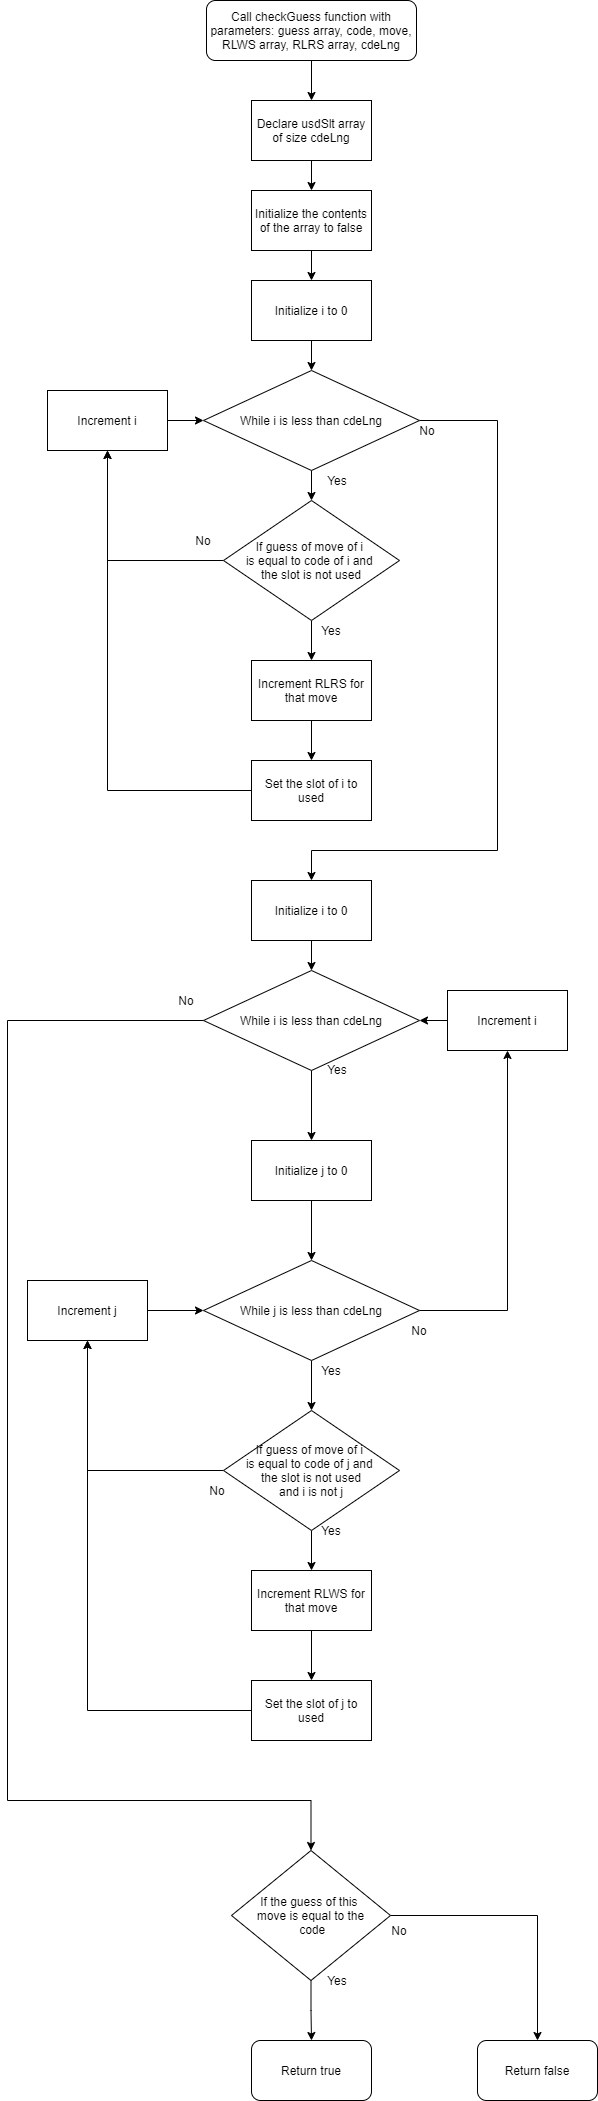 Call checkGuess function with
parameters: guess array, code, move,
RLWS array, RLRS array, cdeLng
Declare usdSlt array
of size cdeLng
Initialize the contents
of the array to false
Initialize i to 0
Increment i
While i is less than cdeLng
No
Yes
No
If guess of move of i
is equal to code of i and
the slot is not used
Yes
Increment RLRS for
that move
Set the slot of i to
used
Initialize i to 0
No
While i is less than cdeLng
Increment i
Yes
Initialize j to 0
Increment j
While j is less than cdeLng
No
Yes
If guess of move of i
is equal to code of j and
the slot is not used
and i is not j
No
Yes
Increment RLWS for
that move
Set the slot of j to
used
If the guess of this
move is equal to the
code
No
Yes
Return true
Return false